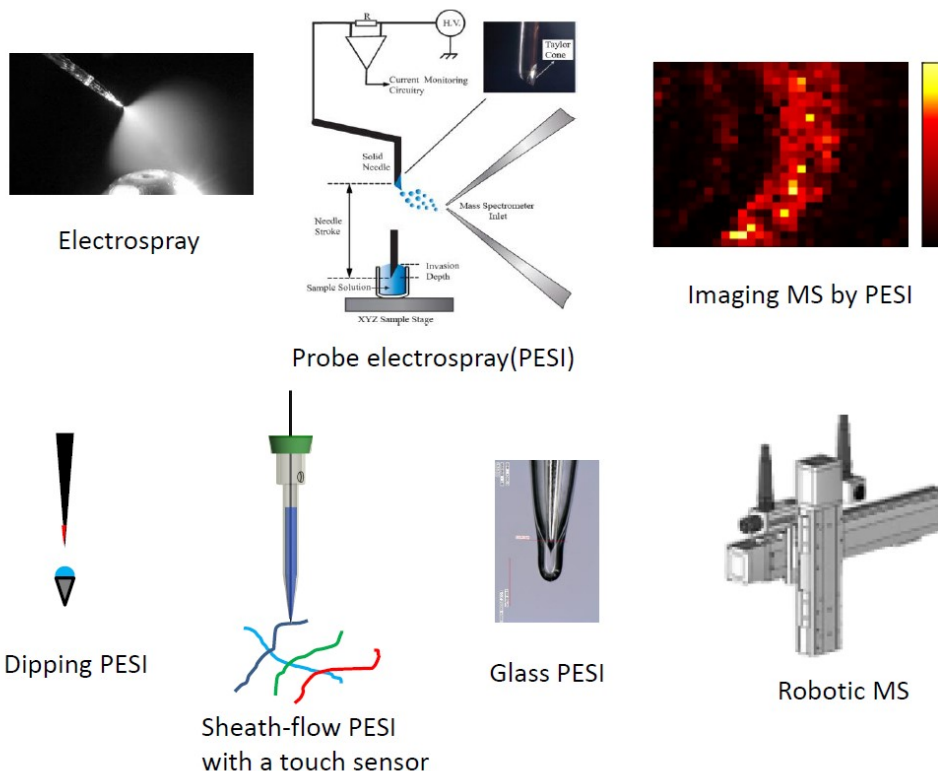 R
H.V.
Taylor
Cone
Current Monitoring
Circuitry
Solid
Needle
Mass Spectrometer
Inlet
Needle
Stroke
Invasion
Depth
Sample Solution
XYZ Sample Stage
Electrospray
Probe electrospray(PESI)
Imaging MS by PESI
Dipping PESI
Sheath-flow PESI
with a touch sensor
Glass PESI
Robotic MS